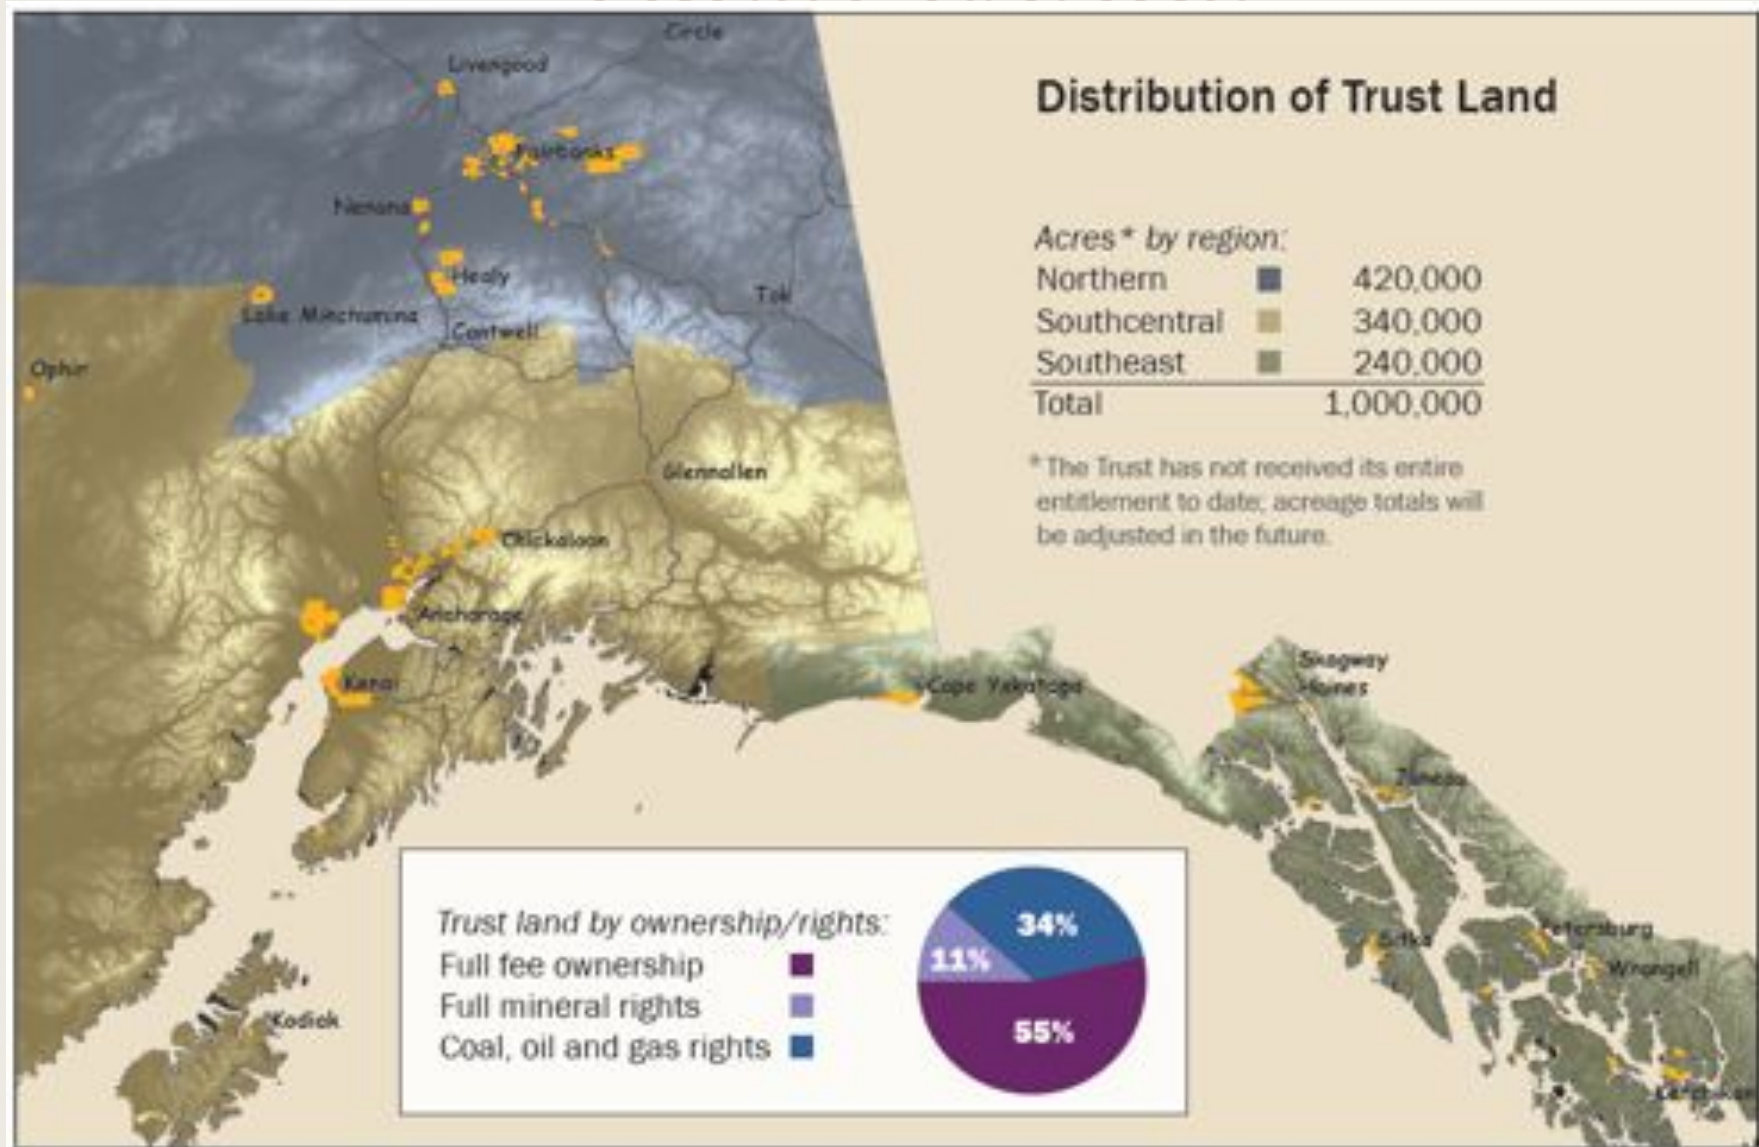 Circle
Livengood
Distribution of Trust Land
Fairbanks
Nenana
Acres* by region:
Healy
Northern 420,000
Tok
Lake Minchumina
Southcentral 340,000
Cantwell
Southeast 240,000
Ophir
Total 1,000,000
Glennallen
*The Trust has not received its entire
entitlement to date; acreage totals will
be adjusted in the future.
Chickaloon
Anchorage
Skagway
Kenai
Cape Yakataga
Haines
Juneau
Trust land by ownership/rights:
34%
Sitka
Petersburg
Full fee ownership
11%
Wrangell
Full mineral rights
Kodiak
55%
Coal, oil and gas rights
Ketchikan